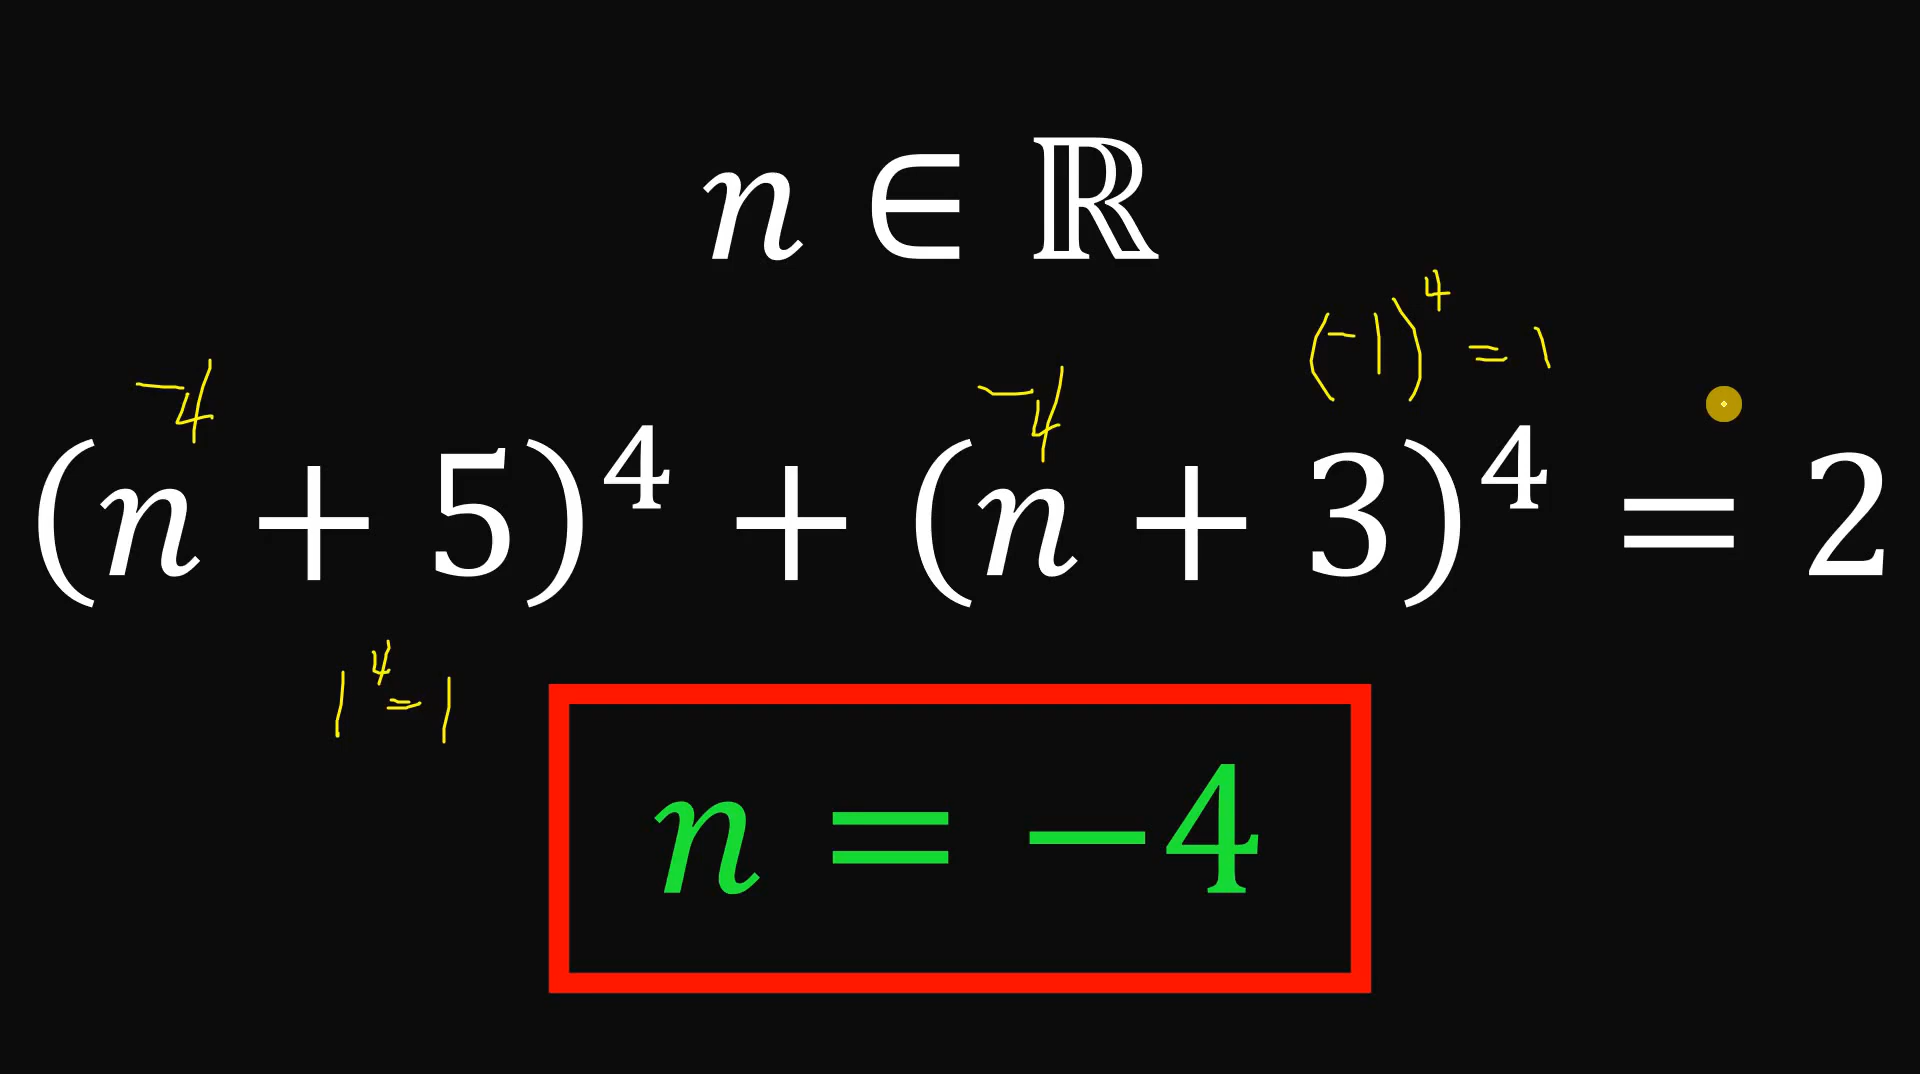 n ∈ ℝ
(-1)⁴ = 1
-4 -4
(n + 5)⁴ + (n + 3)⁴ = 2
1⁴ = 1
n = −4